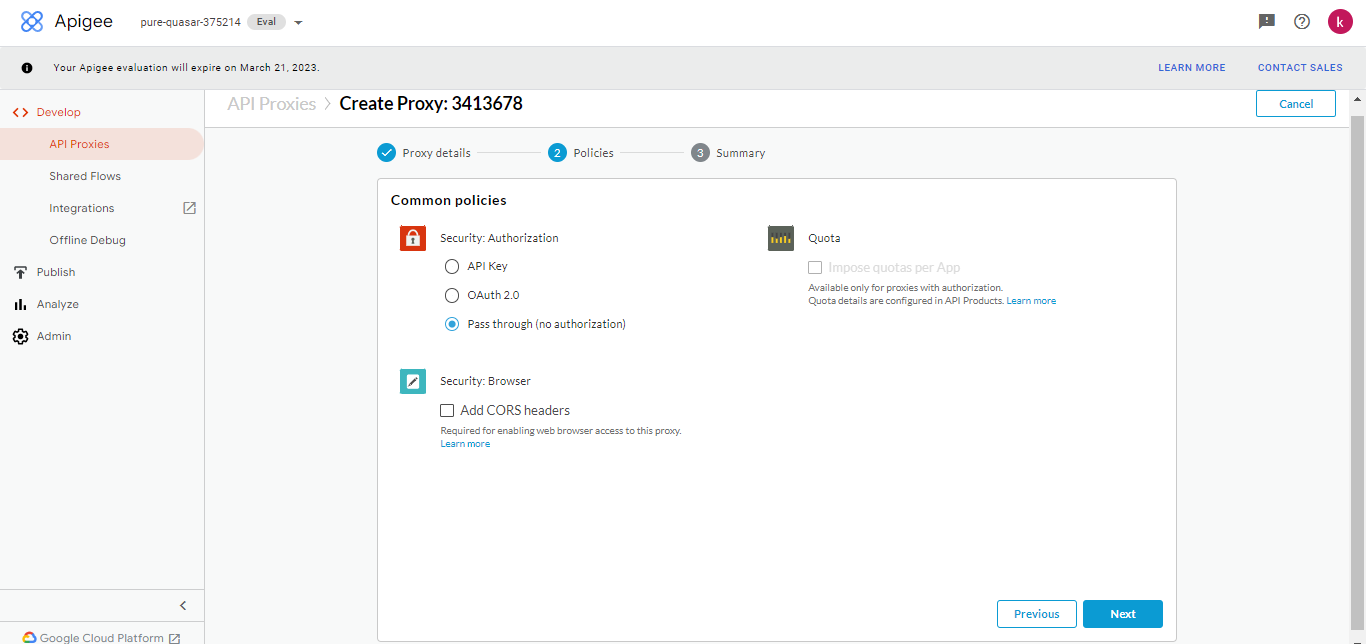 Apigee
pure-quasar-375214 Eval
k
Your Apigee evaluation will expire on March 21, 2023.
LEARN MORE
CONTACT SALES
Develop
API Proxies
Shared Flows
Integrations
Offline Debug
Publish
Analyze
Admin
Google Cloud Platform
API Proxies > Create Proxy: 3413678
Cancel
Proxy details
2 Policies
3 Summary
Common policies
Security: Authorization
API Key
OAuth 2.0
Pass through (no authorization)
Quota
Impose quotas per App
Available only for proxies with authorization.
Quota details are configured in API Products. Learn more
Security: Browser
Add CORS headers
Required for enabling web browser access to this proxy.
Learn more
Previous
Next